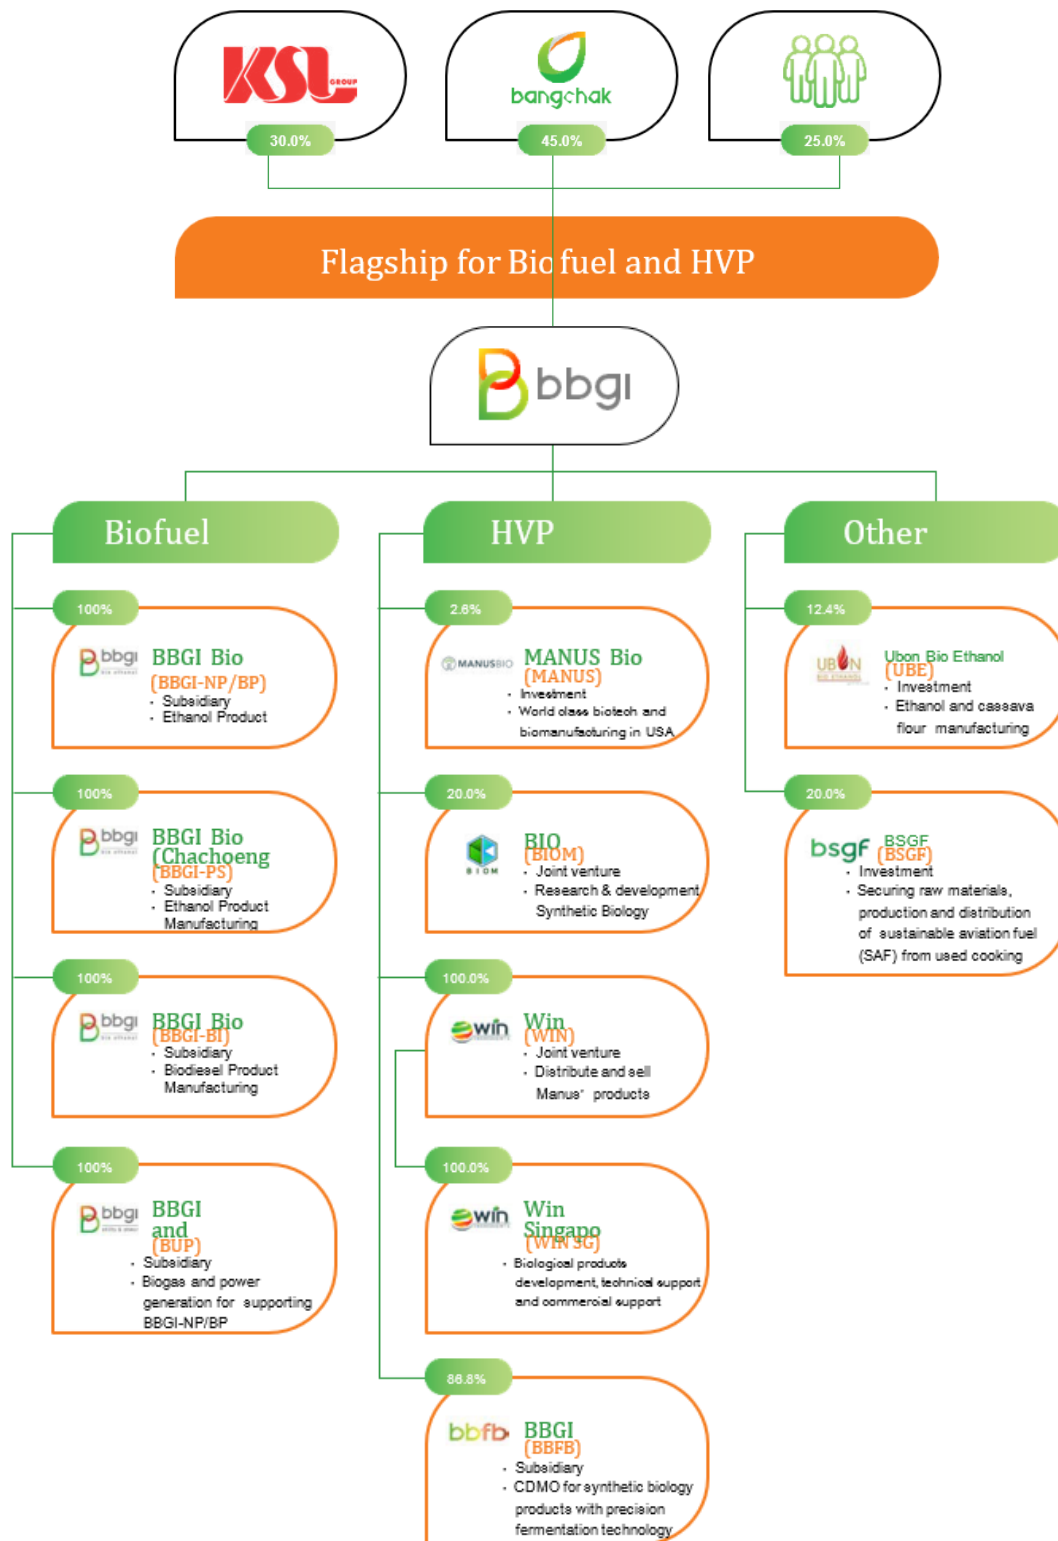 KSL GROUP
bangchak
30.0%
45.0%
25.0%
Flagship for Biofuel and HVP
bbgi
Biofuel
100%
bbgi
BBGI Bio
(BBGI-NP/BP)
· Subsidiary
· Ethanol Product
100%
bbgi
BBGI Bio
(Chachoeng
(BBGI-PS)
· Subsidiary
· Ethanol Product
Manufacturing
100%
bbgi
BBGI Bio
(BBGI-BI)
· Subsidiary
· Biodiesel Product
Manufacturing
100%
bbgi
BBGI
and
(BUP)
· Subsidiary
· Biogas and power
generation for supporting
BBGI-NP/BP
HVP
2.6%
MANUSBIO
MANUS Bio
(MANUS)
· Investment
· World class biotech and
biomanufacturing in USA
20.0%
BIOM
BIO
(BIOM)
· Joint venture
· Research & development
Synthetic Biology
100.0%
win
Win
(WIN)
· Joint venture
· Distribute and sell
Manus' products
100.0%
win
Win
Singapo
(WIN SG)
· Biological products
development, technical support
and commercial support
86.8%
bbfb
BBGI
(BBFB)
· Subsidiary
· CDMO for synthetic biology
products with precision
fermentation technology
Other
12.4%
UBON
BIO ETHANOL
Ubon Bio Ethanol
(UBE)
· Investment
· Ethanol and cassava
flour manufacturing
20.0%
bsgf
BSGF
(BSGF)
· Investment
· Securing raw materials,
production and distribution
of sustainable aviation fuel
(SAF) from used cooking